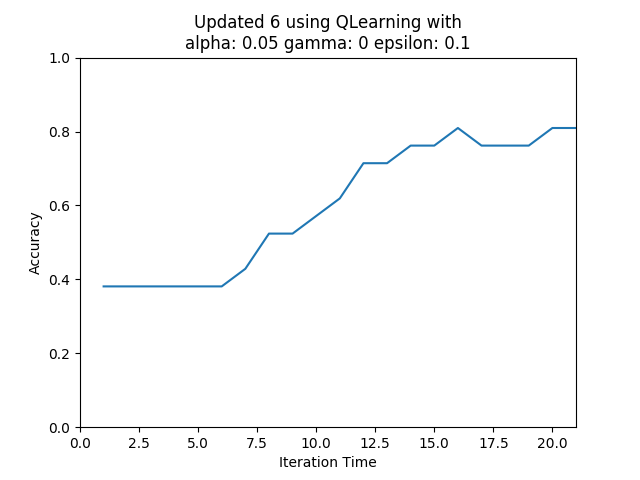 Updated 6 using QLearning with
alpha: 0.05 gamma: 0 epsilon: 0.1
1.0
0.8
0.6
0.4
0.2
0.0
Accuracy
0.0 2.5 5.0 7.5 10.0 12.5 15.0 17.5 20.0
Iteration Time